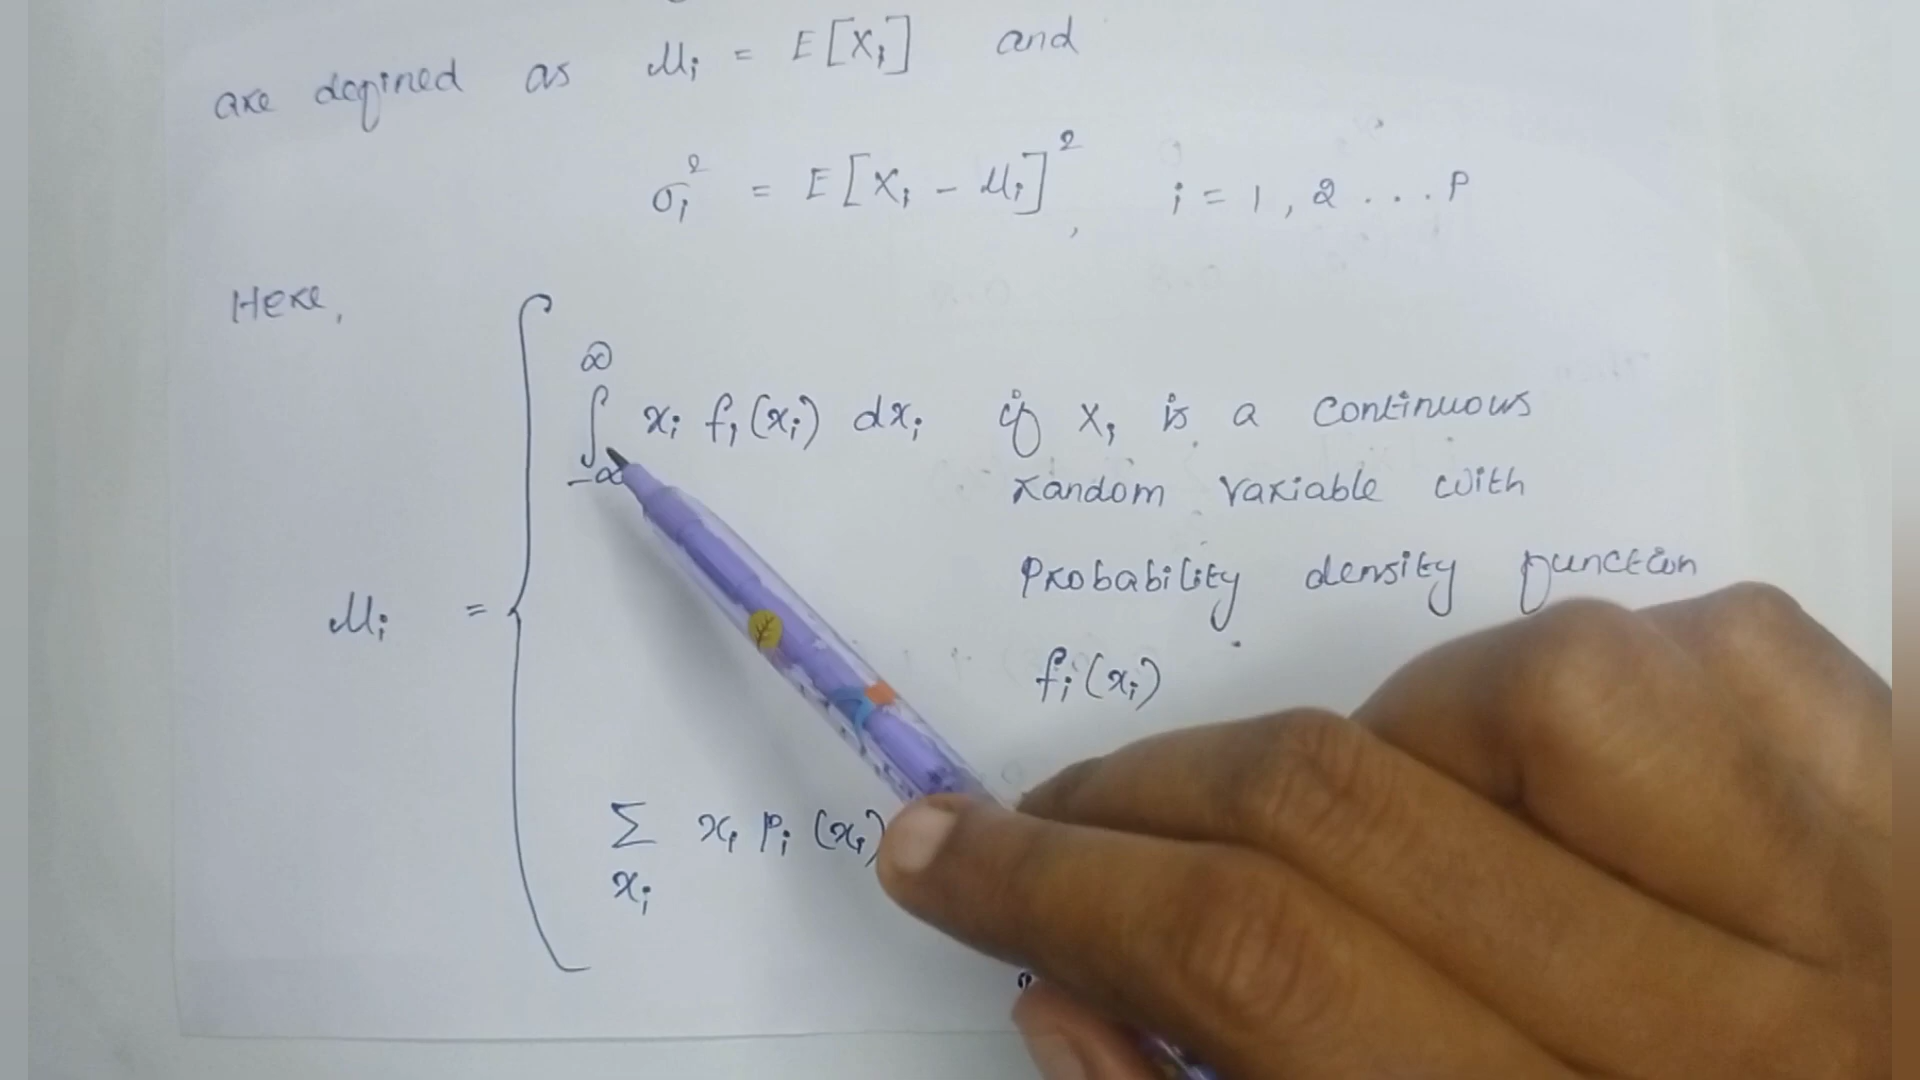 are defined as μi = E[Xi] and
σi² = E[Xi - μi]², i = 1, 2 ... P
Here,
μi = { ∫_{-∞}^{∞} xi fi(xi) dxi if Xi is a continuous
random variable with
Probability density function
fi(xi)
Σ_{xi} xi Pi (xi)